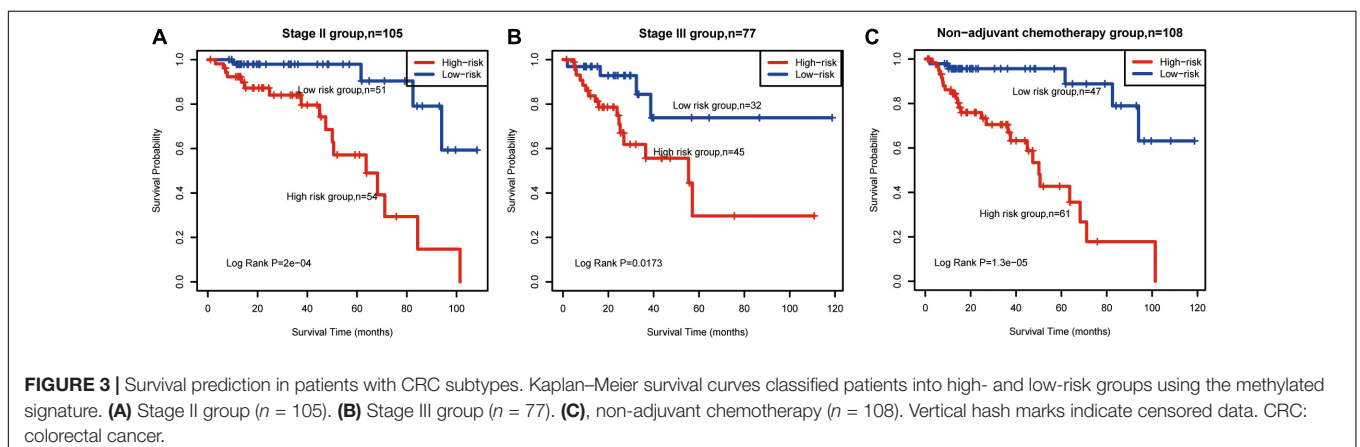 A
Stage II group,n=105
1.0
0.8
0.6
0.4
0.2
0.0
Survival Probability
High-risk
Low-risk
Low risk group,n=51
High risk group,n=54
Log Rank P=2e−04
0 20 40 60 80 100
Survival Time (months)
B
Stage III group,n=77
1.0
0.8
0.6
0.4
0.2
0.0
Survival Probability
High-risk
Low-risk
Low risk group,n=32
High risk group,n=45
Log Rank P=0.0173
0 20 40 60 80 100 120
Survival Time (months)
C
Non-adjuvant chemotherapy group,n=108
1.0
0.8
0.6
0.4
0.2
0.0
Survival Probability
High-risk
Low-risk
Low risk group,n=47
High risk group,n=61
Log Rank P=1.3e−05
0 20 40 60 80 100 120
Survival Time (months)
FIGURE 3 | Survival prediction in patients with CRC subtypes. Kaplan–Meier survival curves classified patients into high- and low-risk groups using the methylated
signature. (A) Stage II group (n = 105). (B) Stage III group (n = 77). (C), non-adjuvant chemotherapy (n = 108). Vertical hash marks indicate censored data. CRC:
colorectal cancer.